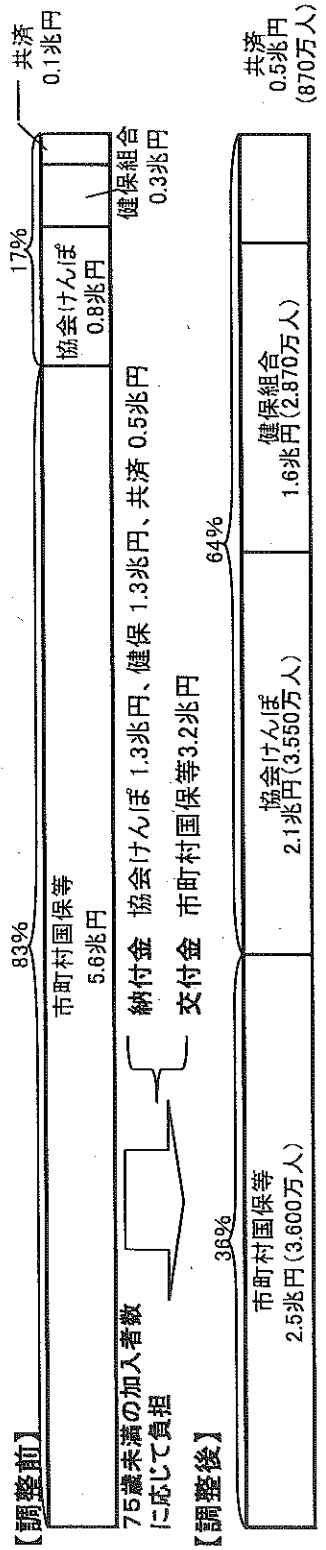 【調整前】
83%
17%
共済
0.1兆円
市町村国保等
5.6兆円
協会けんぽ
0.8兆円
健保組合
0.3兆円
75歳未満の加入者数
に応じて負担
納付金 協会けんぽ 1.3兆円、健保 1.3兆円、共済 0.5兆円
交付金 市町村国保等3.2兆円
【調整後】
36%
64%
市町村国保等
2.5兆円(3.600万人)
協会けんぽ
2.1兆円(3.550万人)
健保組合
1.6兆円(2.870万人)
共済
0.5兆円
(870万人)